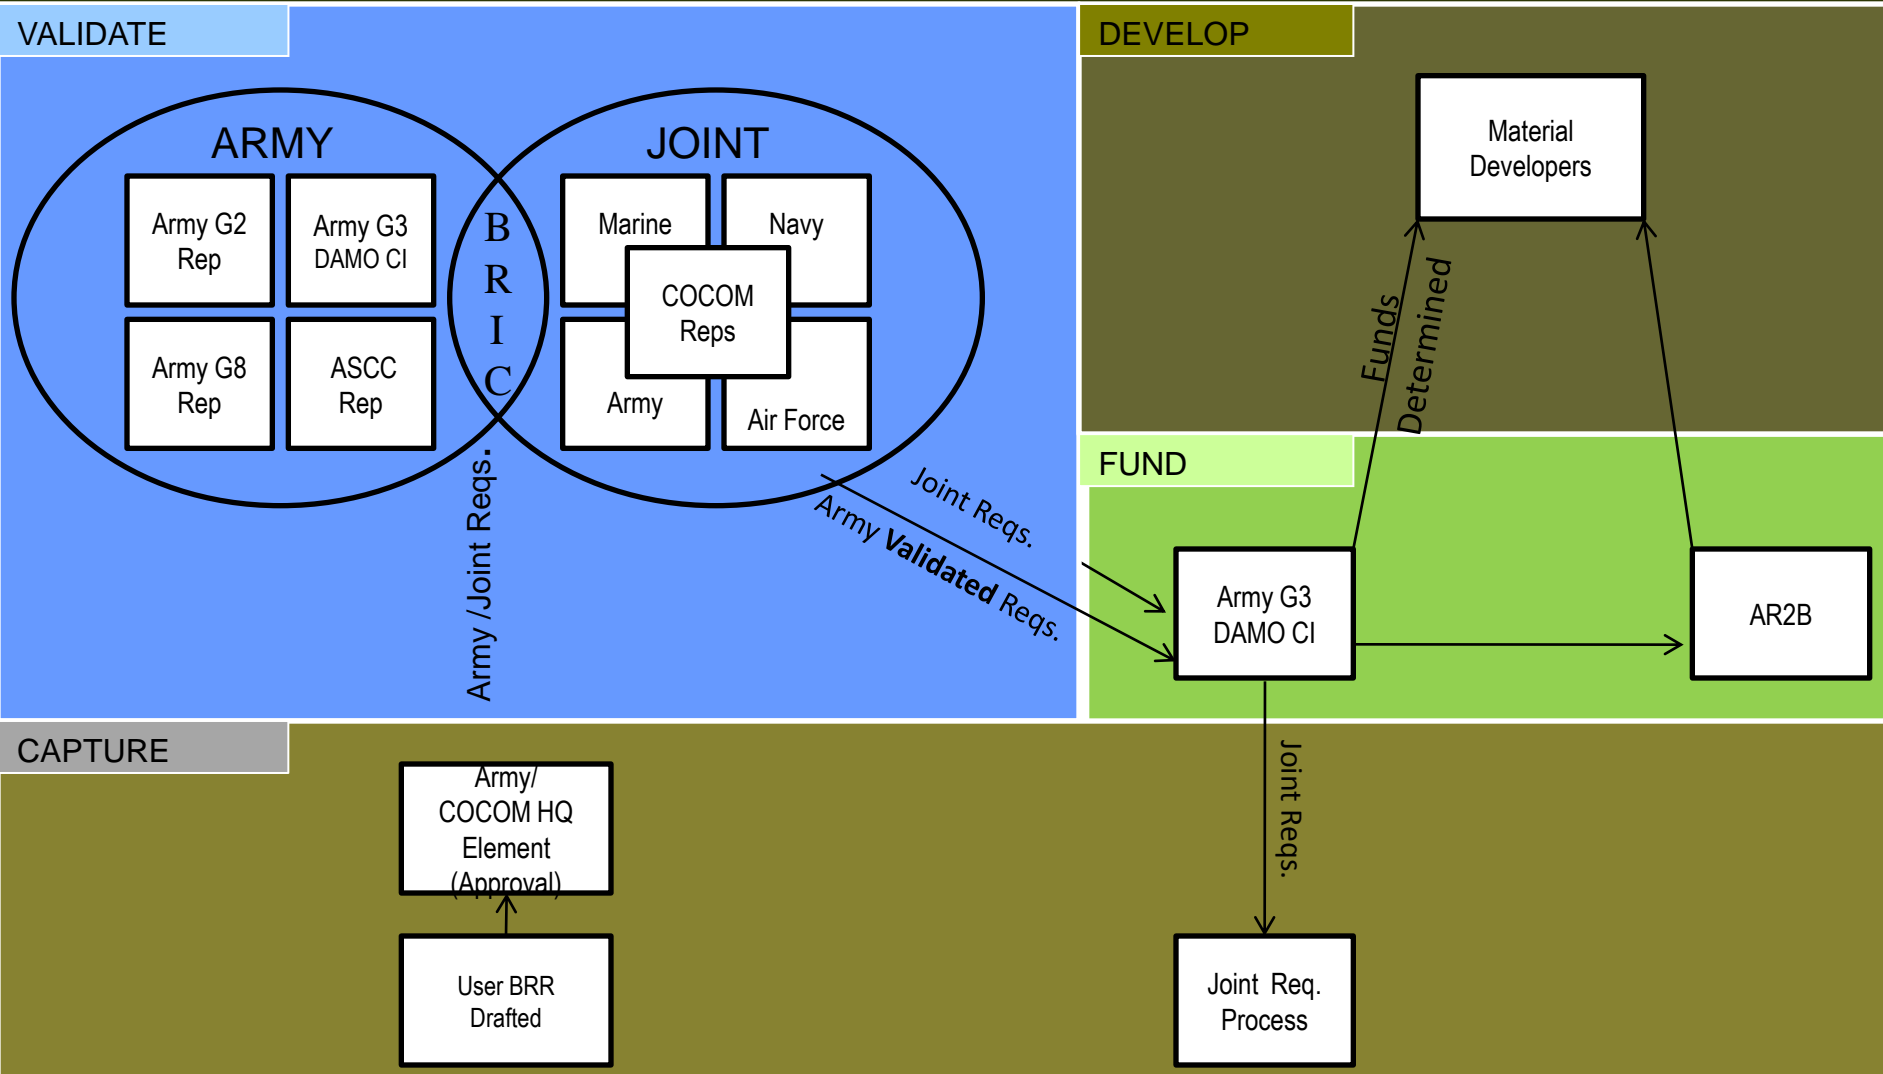 VALIDATE
ARMY
JOINT
Army G2
Rep
Army G3
DAMO CI
Army G8
Rep
ASCC
Rep
B
R
I
C
Marine
Navy
COCOM
Reps
Army
Air Force
Army /Joint Reqs.
Joint Reqs.
Army Validated Reqs.
DEVELOP
Material
Developers
Funds
Determined
FUND
Army G3
DAMO CI
AR2B
CAPTURE
Army/
COCOM HQ
Element
(Approval)
User BRR
Drafted
Joint Reqs.
Joint Req.
Process